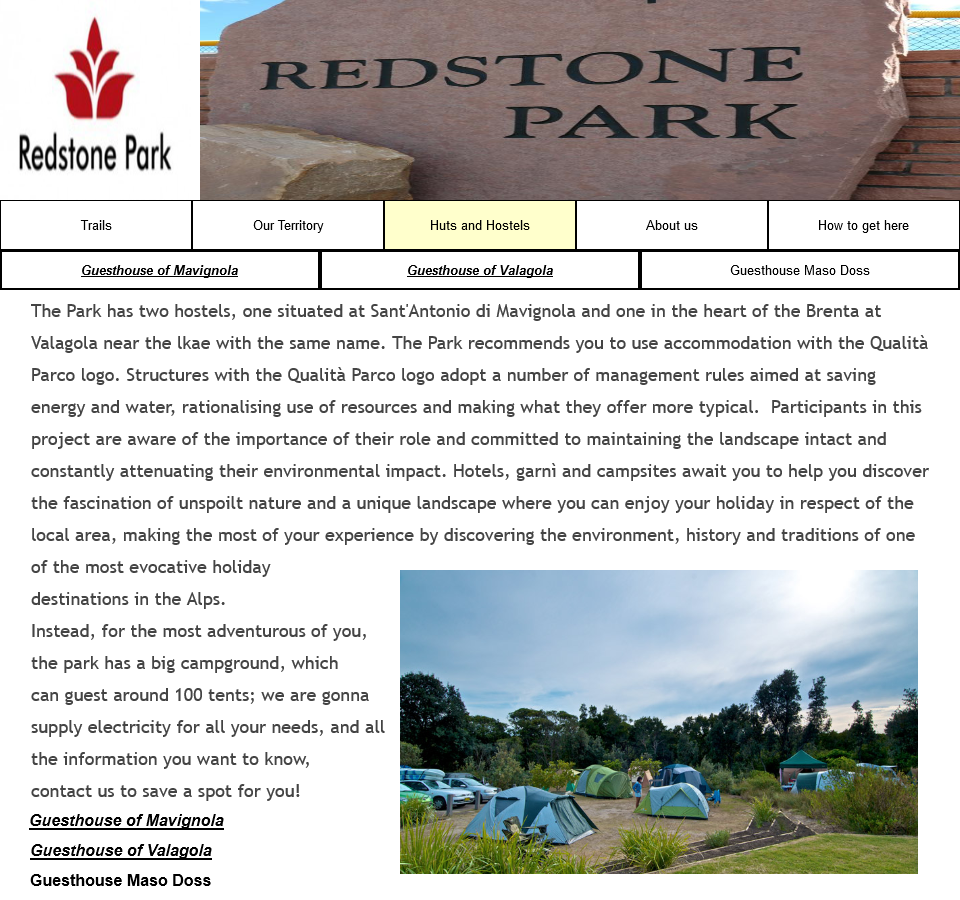 REDSTONE
PARK
Redstone Park
Trails
Our Territory
Huts and Hostels
About us
How to get here
Guesthouse of Mavignola
Guesthouse of Valagola
Guesthouse Maso Doss
The Park has two hostels, one situated at Sant'Antonio di Mavignola and one in the heart of the Brenta at
Valagola near the lkae with the same name. The Park recommends you to use accommodation with the Qualità
Parco logo. Structures with the Qualità Parco logo adopt a number of management rules aimed at saving
energy and water, rationalising use of resources and making what they offer more typical.  Participants in this
project are aware of the importance of their role and committed to maintaining the landscape intact and
constantly attenuating their environmental impact. Hotels, garnì and campsites await you to help you discover
the fascination of unspoilt nature and a unique landscape where you can enjoy your holiday in respect of the
local area, making the most of your experience by discovering the environment, history and traditions of one
of the most evocative holiday
destinations in the Alps.
Instead, for the most adventurous of you,
the park has a big campground, which
can guest around 100 tents; we are gonna
supply electricity for all your needs, and all
the information you want to know,
contact us to save a spot for you!
Guesthouse of Mavignola
Guesthouse of Valagola
Guesthouse Maso Doss